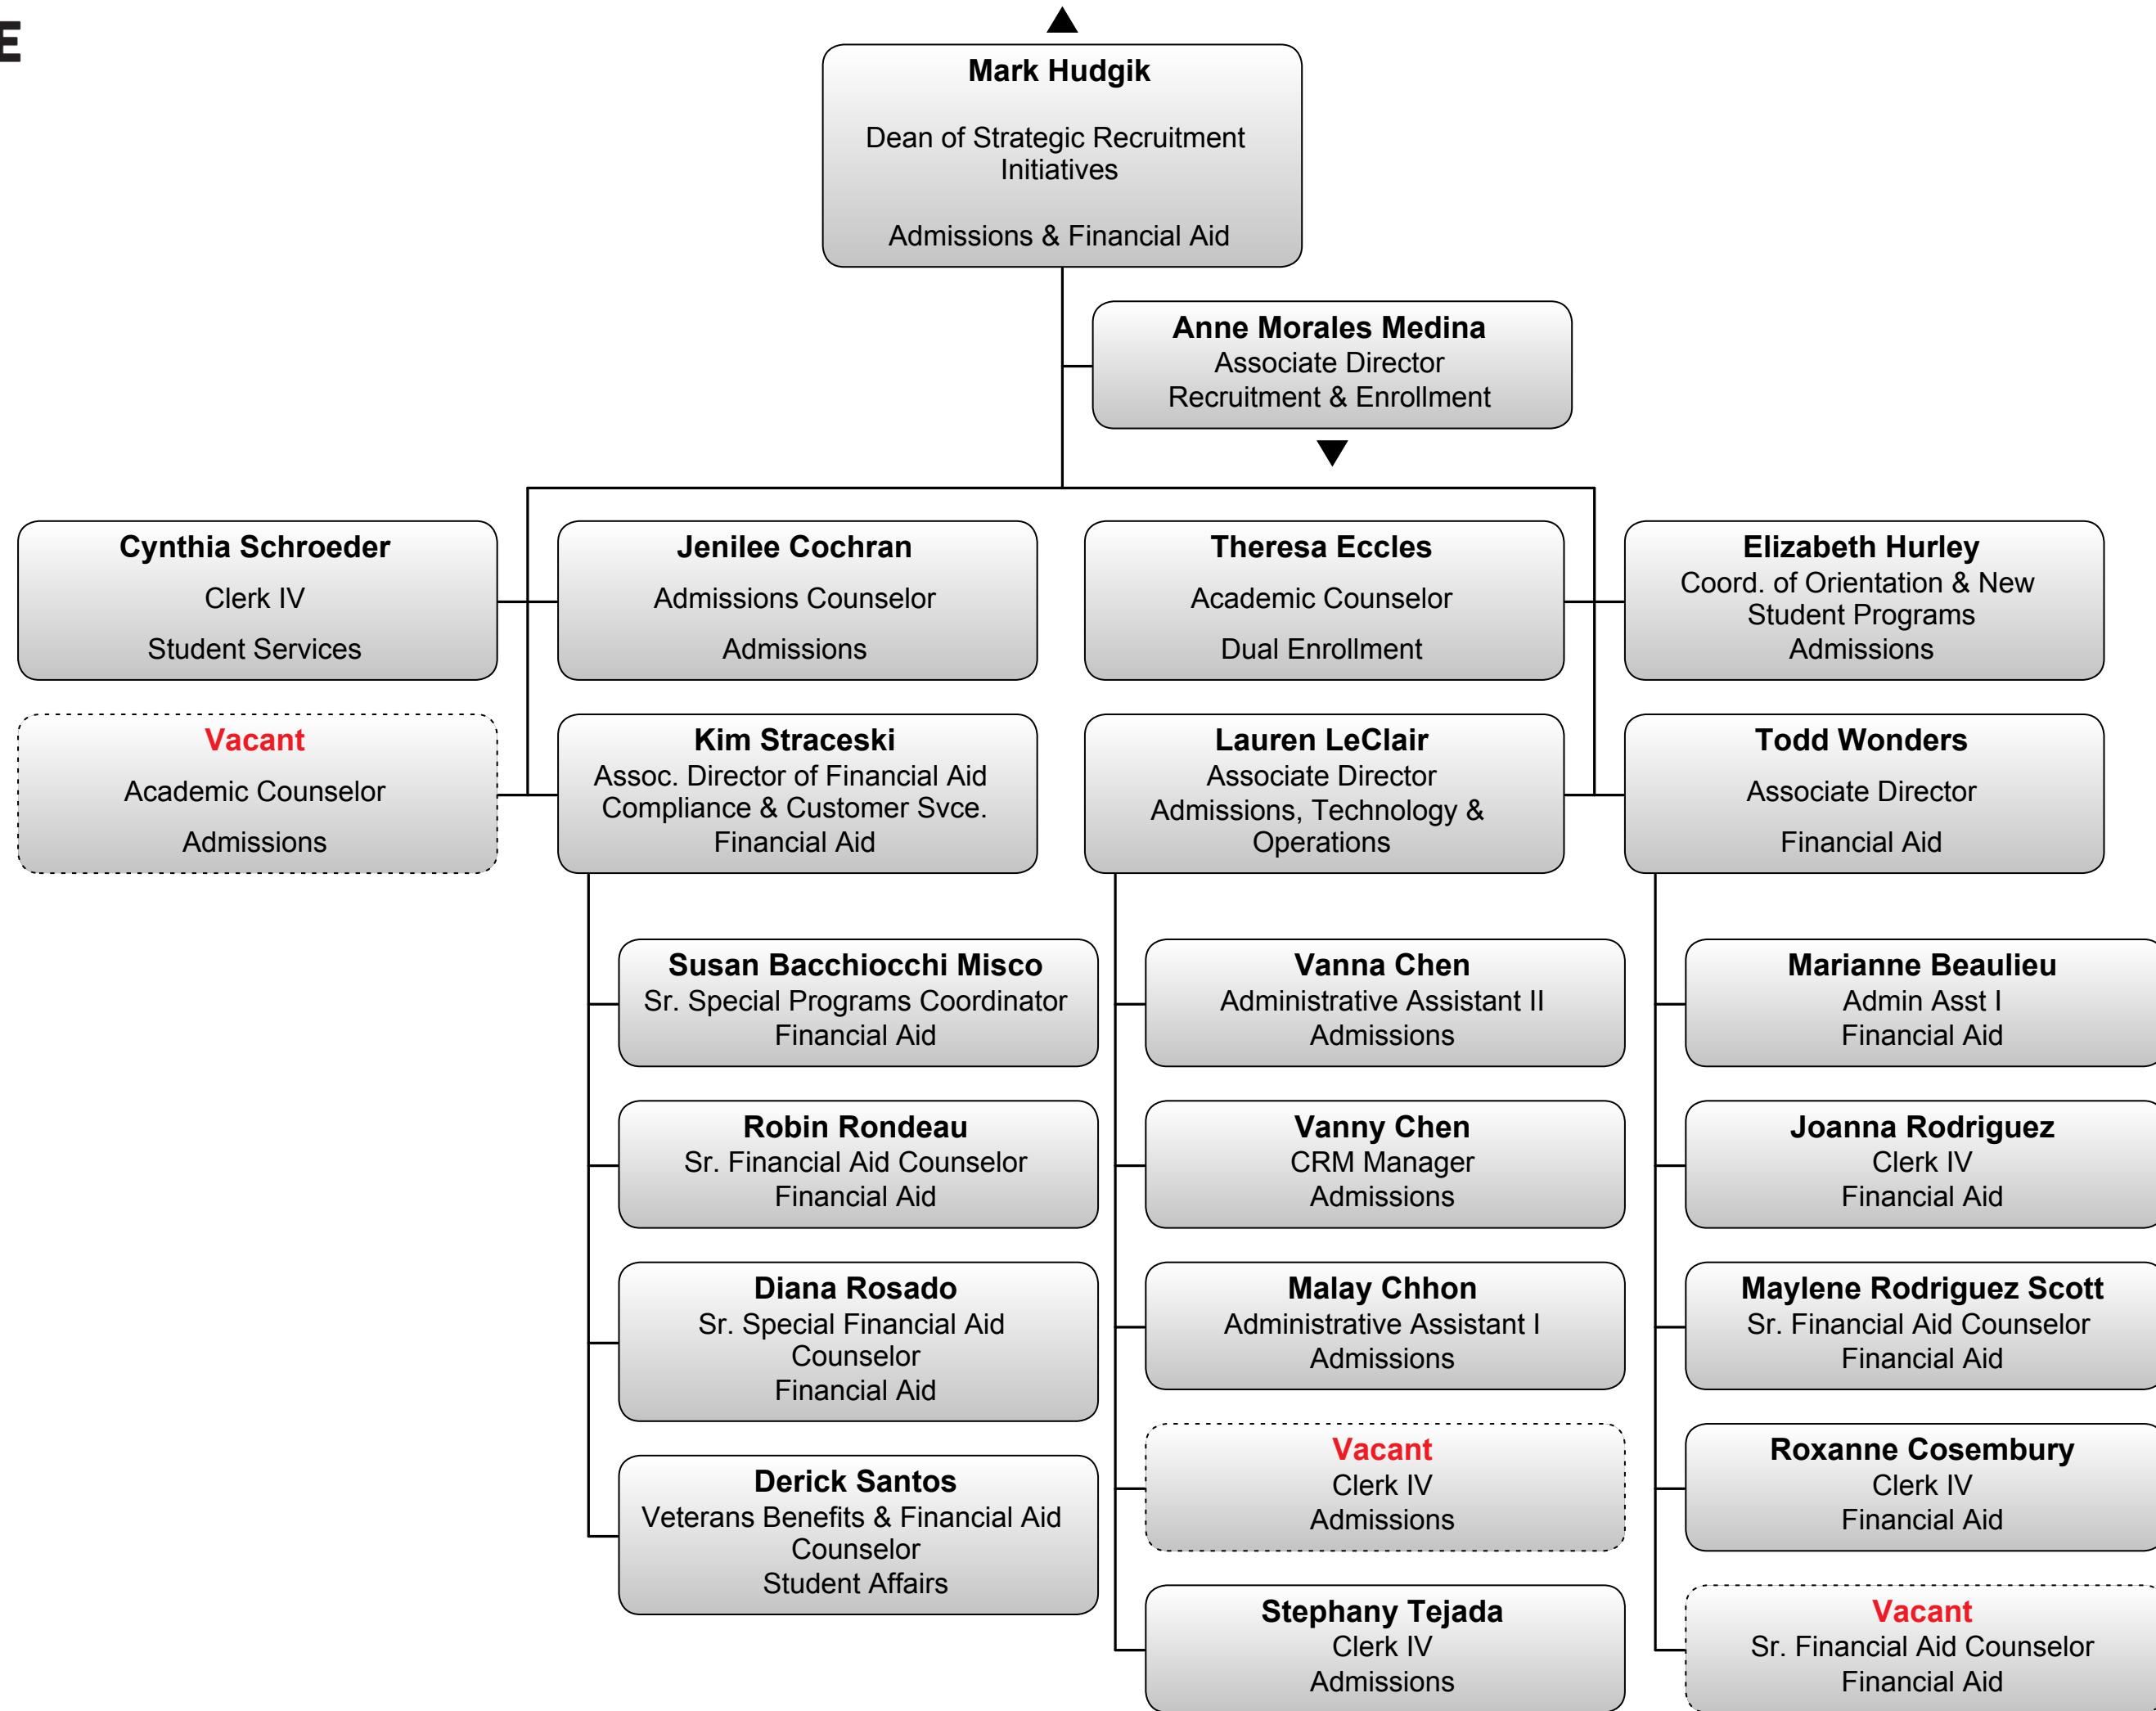 E
Mark Hudgik
Dean of Strategic Recruitment
Initiatives
Admissions & Financial Aid
Anne Morales Medina
Associate Director
Recruitment & Enrollment
Cynthia Schroeder
Clerk IV
Student Services
Jenilee Cochran
Admissions Counselor
Admissions
Theresa Eccles
Academic Counselor
Dual Enrollment
Elizabeth Hurley
Coord. of Orientation & New
Student Programs
Admissions
Vacant
Academic Counselor
Admissions
Kim Straceski
Assoc. Director of Financial Aid
Compliance & Customer Svce.
Financial Aid
Lauren LeClair
Associate Director
Admissions, Technology &
Operations
Todd Wonders
Associate Director
Financial Aid
Susan Bacchiocchi Misco
Sr. Special Programs Coordinator
Financial Aid
Robin Rondeau
Sr. Financial Aid Counselor
Financial Aid
Diana Rosado
Sr. Special Financial Aid
Counselor
Financial Aid
Derick Santos
Veterans Benefits & Financial Aid
Counselor
Student Affairs
Vanna Chen
Administrative Assistant II
Admissions
Vanny Chen
CRM Manager
Admissions
Malay Chhon
Administrative Assistant I
Admissions
Vacant
Clerk IV
Admissions
Stephany Tejada
Clerk IV
Admissions
Marianne Beaulieu
Admin Asst I
Financial Aid
Joanna Rodriguez
Clerk IV
Financial Aid
Maylene Rodriguez Scott
Sr. Financial Aid Counselor
Financial Aid
Roxanne Cosembury
Clerk IV
Financial Aid
Vacant
Sr. Financial Aid Counselor
Financial Aid